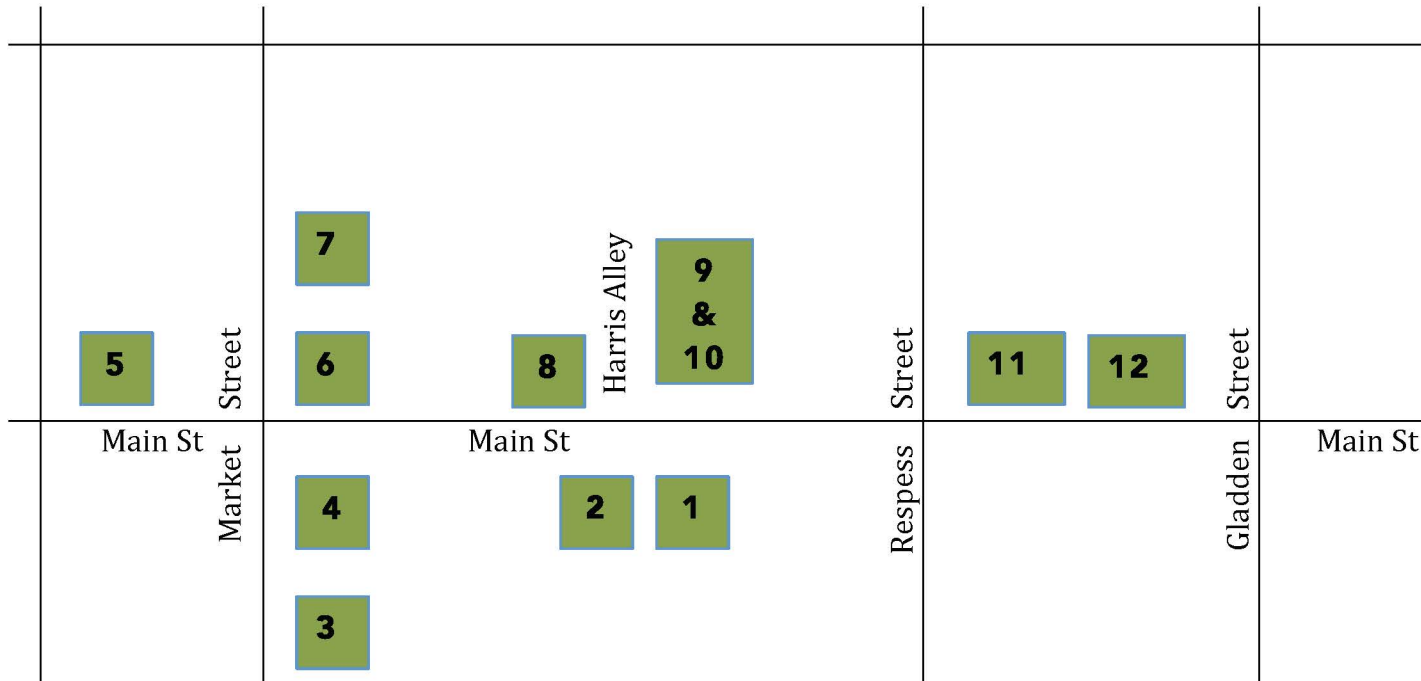 7
9
&
10
Harris Alley
5
Street
6
8
Street
11
12
Street
Main St
Main St
Main St
Market
4
2
1
Respess
Gladden
3